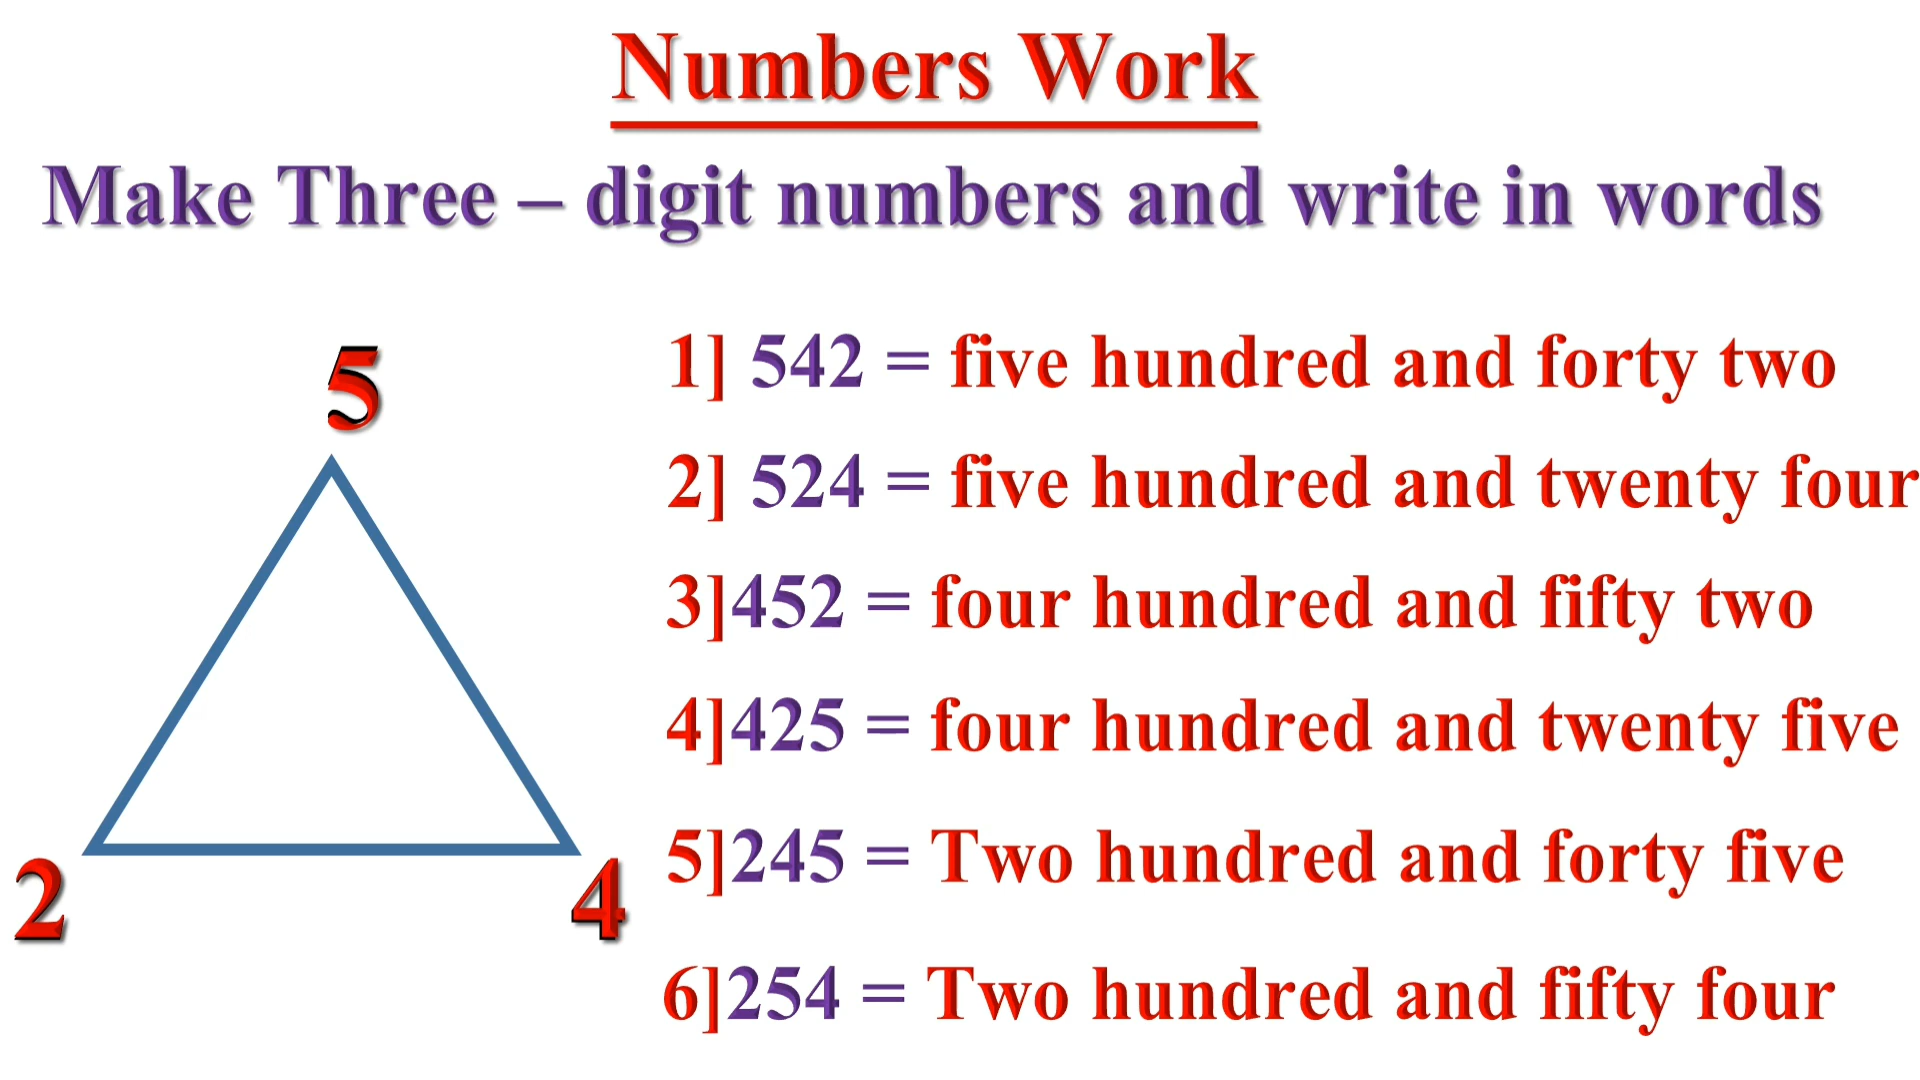 Numbers Work
Make Three – digit numbers and write in words
5
2
4
1] 542 = five hundred and forty two
2] 524 = five hundred and twenty four
3]452 = four hundred and fifty two
4]425 = four hundred and twenty five
5]245 = Two hundred and forty five
6]254 = Two hundred and fifty four